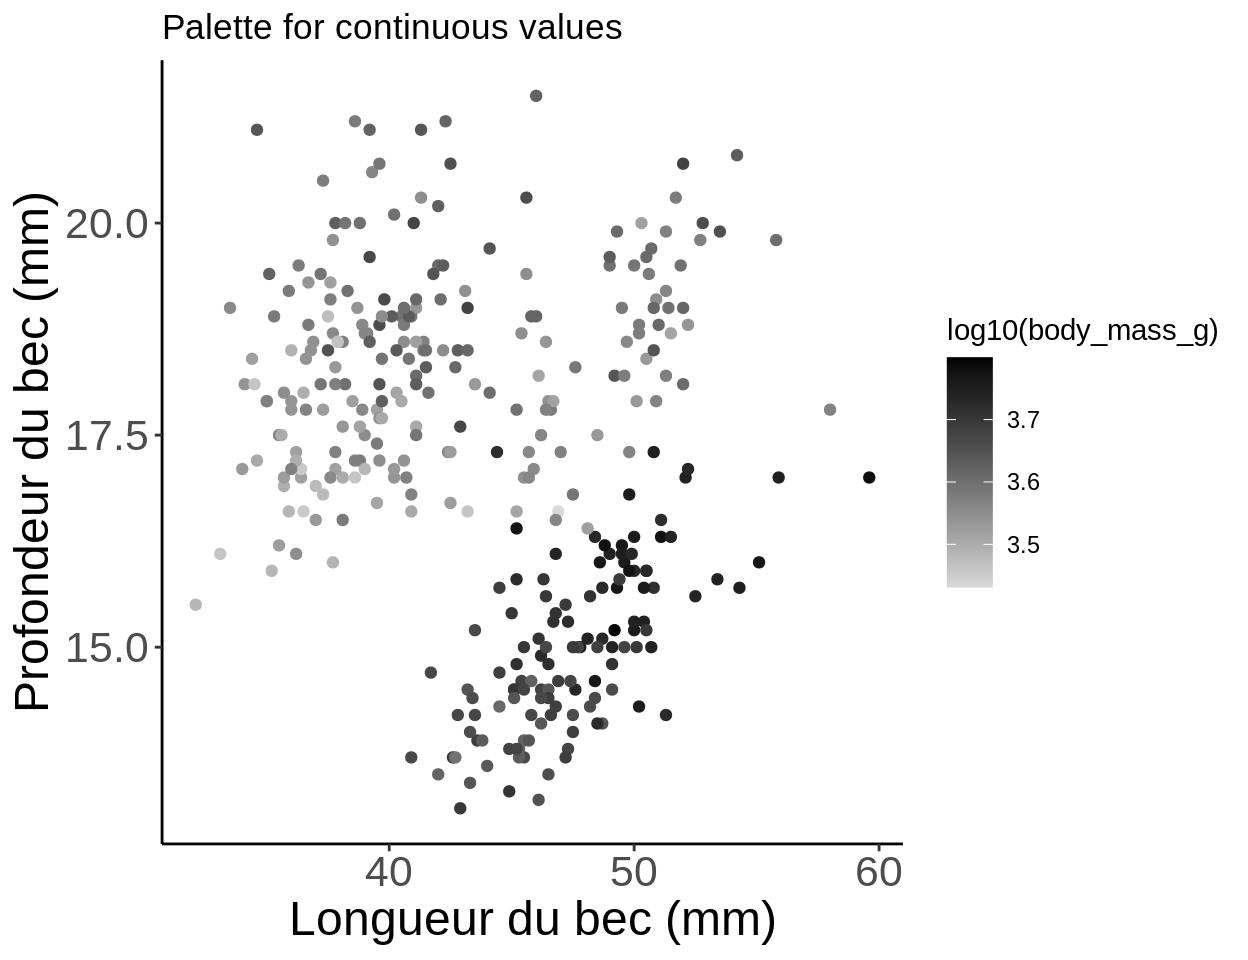 Palette for continuous values
Profondeur du bec (mm)
20.0
17.5
15.0
40
50
60
Longueur du bec (mm)
log10(body_mass_g)
3.7
3.6
3.5